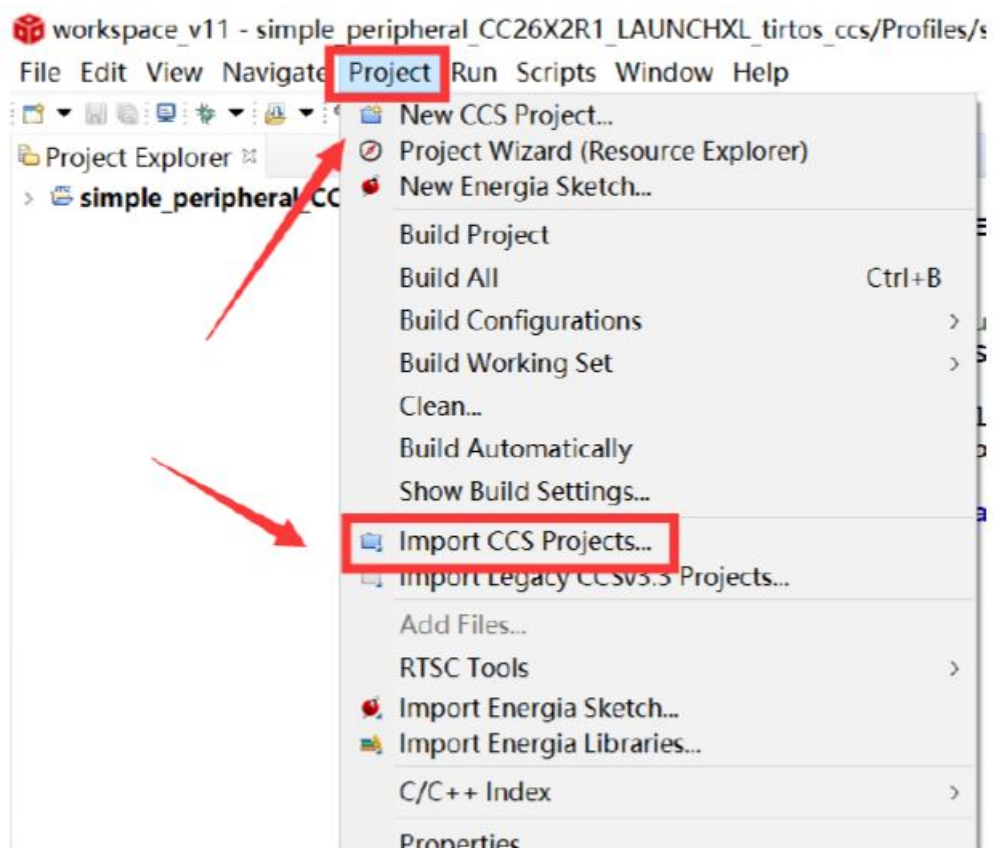 workspace_v11 - simple_peripheral_CC26X2R1_LAUNCHXL_tirtos_ccs/Profiles/s
File Edit View Navigate Project Run Scripts Window Help
New CCS Project...
Project Explorer
Project Wizard (Resource Explorer)
simple_peripheral_CC
New Energia Sketch...
Build Project
Build All Ctrl+B
Build Configurations
Build Working Set
Clean...
Build Automatically
Show Build Settings...
Import CCS Projects...
Import Legacy CCSv3.3 Projects...
Add Files...
RTSC Tools
Import Energia Sketch...
Import Energia Libraries...
C/C++ Index
Properties